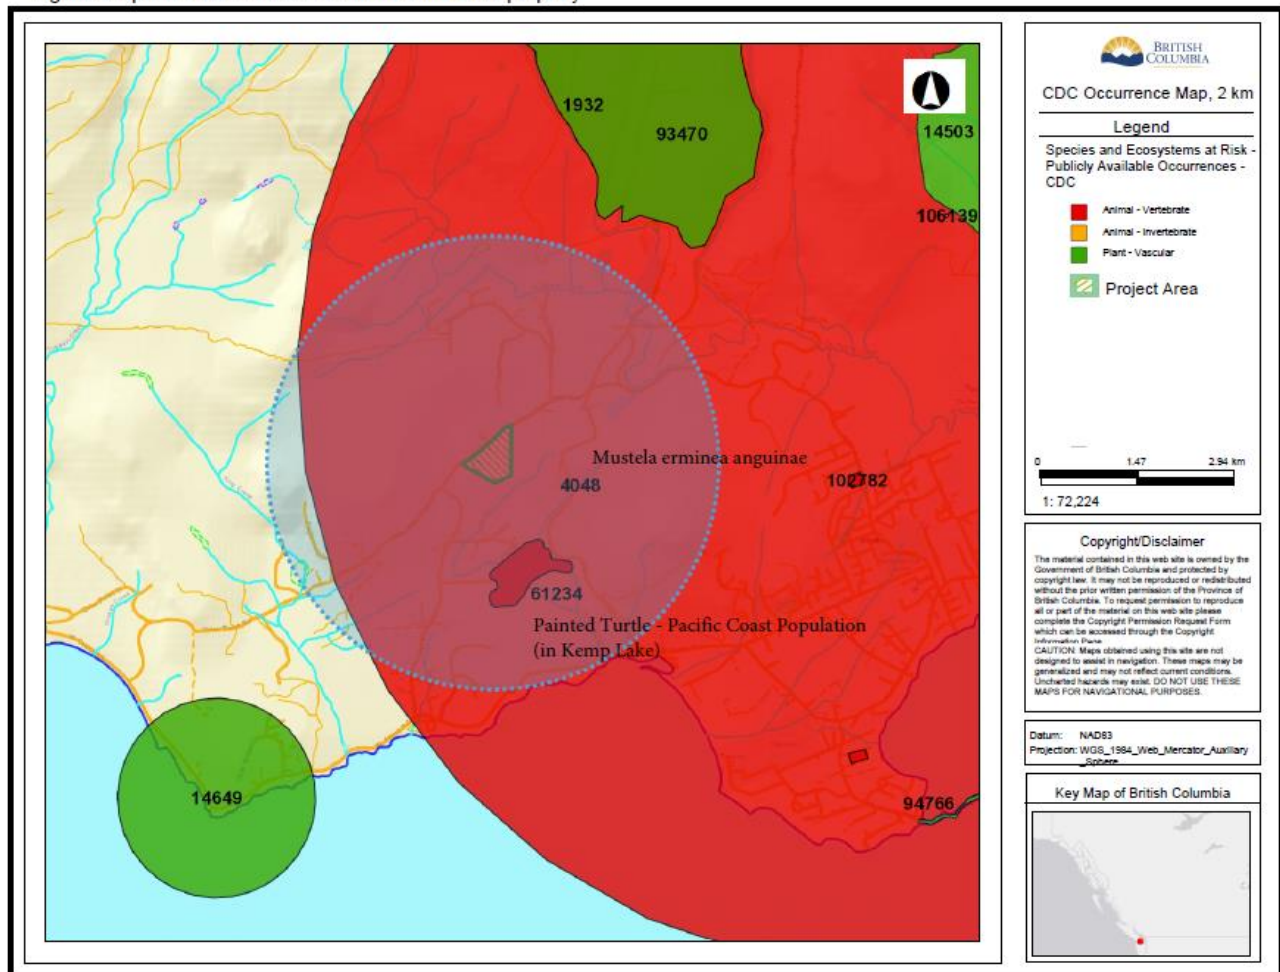 1932
93470
14503
106139
Mustela erminea anguinae
4048
102782
61234
Painted Turtle - Pacific Coast Population
(in Kemp Lake)
14649
94766
BRITISH
COLUMBIA
CDC Occurrence Map, 2 km
Legend
Species and Ecosystems at Risk -
Publicly Available Occurrences -
CDC
Animal - Vertebrate
Animal - Invertebrate
Plant - Vascular
Project Area
0 1.47 2.94 km
1: 72,224
Copyright/Disclaimer
The material contained in this web site is owned by the
Government of British Columbia and protected by
copyright law. It may not be reproduced or redistributed
without the prior written permission of the Province of
British Columbia. To request permission to reproduce
all or part of the material on this web site please
complete the Copyright Permission Request Form
which can be accessed through the Copyright
Information Page.
CAUTION: Maps obtained using this site are not
designed to assist in navigation. These maps may be
generalized and may not reflect current conditions.
Uncharted hazards may exist. DO NOT USE THESE
MAPS FOR NAVIGATIONAL PURPOSES.
Datum: NAD83
Projection: WGS_1984_Web_Mercator_Auxiliary
_Sphere
Key Map of British Columbia